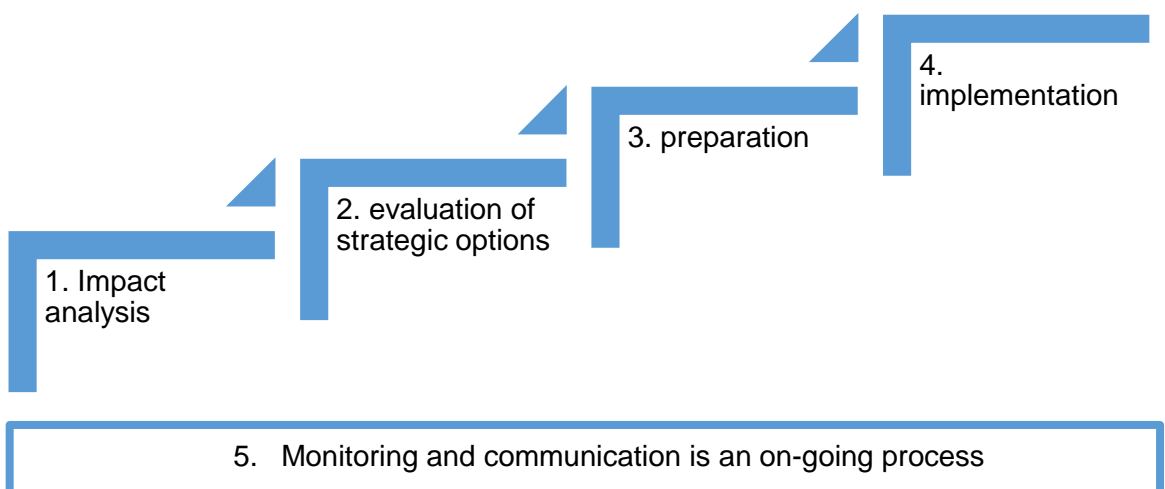 1. Impact
analysis
2. evaluation of
strategic options
3. preparation
4.
implementation
5. Monitoring and communication is an on-going process